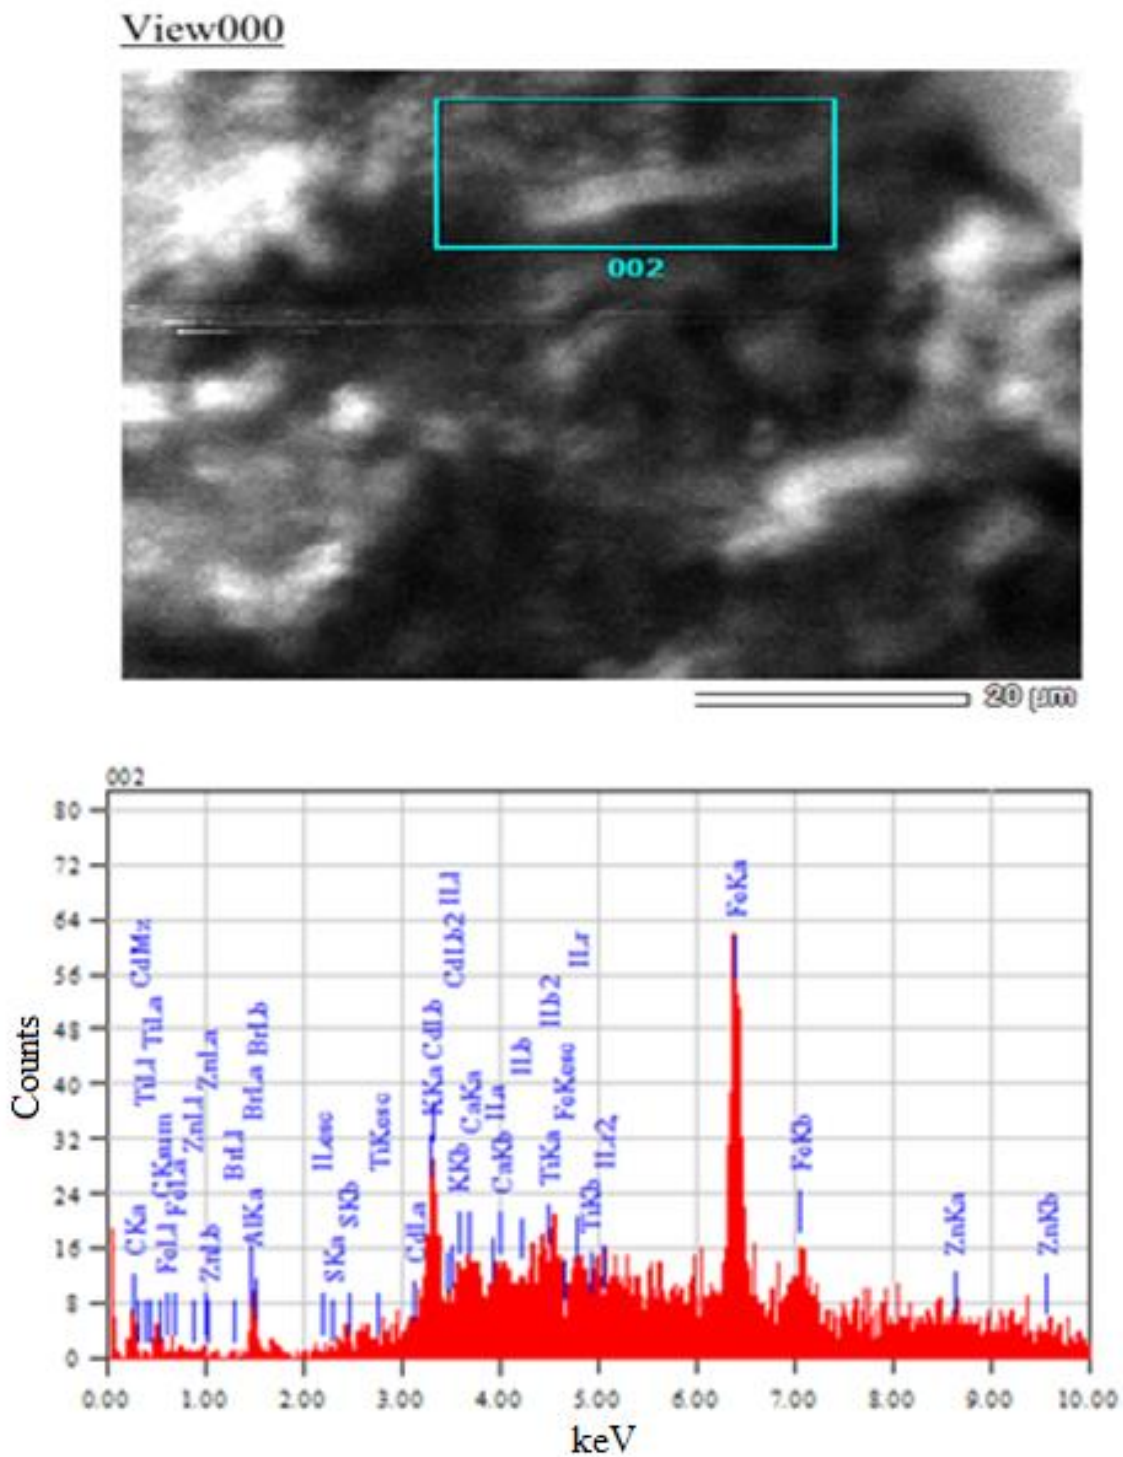 View000
002
20 µm
002
80
72
64
56
48
40
32
24
16
8
0
Counts
CKa
CdMz
TiLl
TiLa
FeLl
FeLa
ZnLl
ZnLa
ZnLb
BrLl
AlKa
BrLa
BrLb
ILesc
SKa
SKb
TiKesc
CdLa
KKa
CdLb
CdLb2
ILl
KKb
CaKa
CaKb
ILa
ILb
TiKa
ILb2
FeKesc
ILr
TiKb
ILr2,
FeKa
FeKb
ZnKa
ZnKb
0.00 1.00 2.00 3.00 4.00 5.00 6.00 7.00 8.00 9.00 10.00
keV